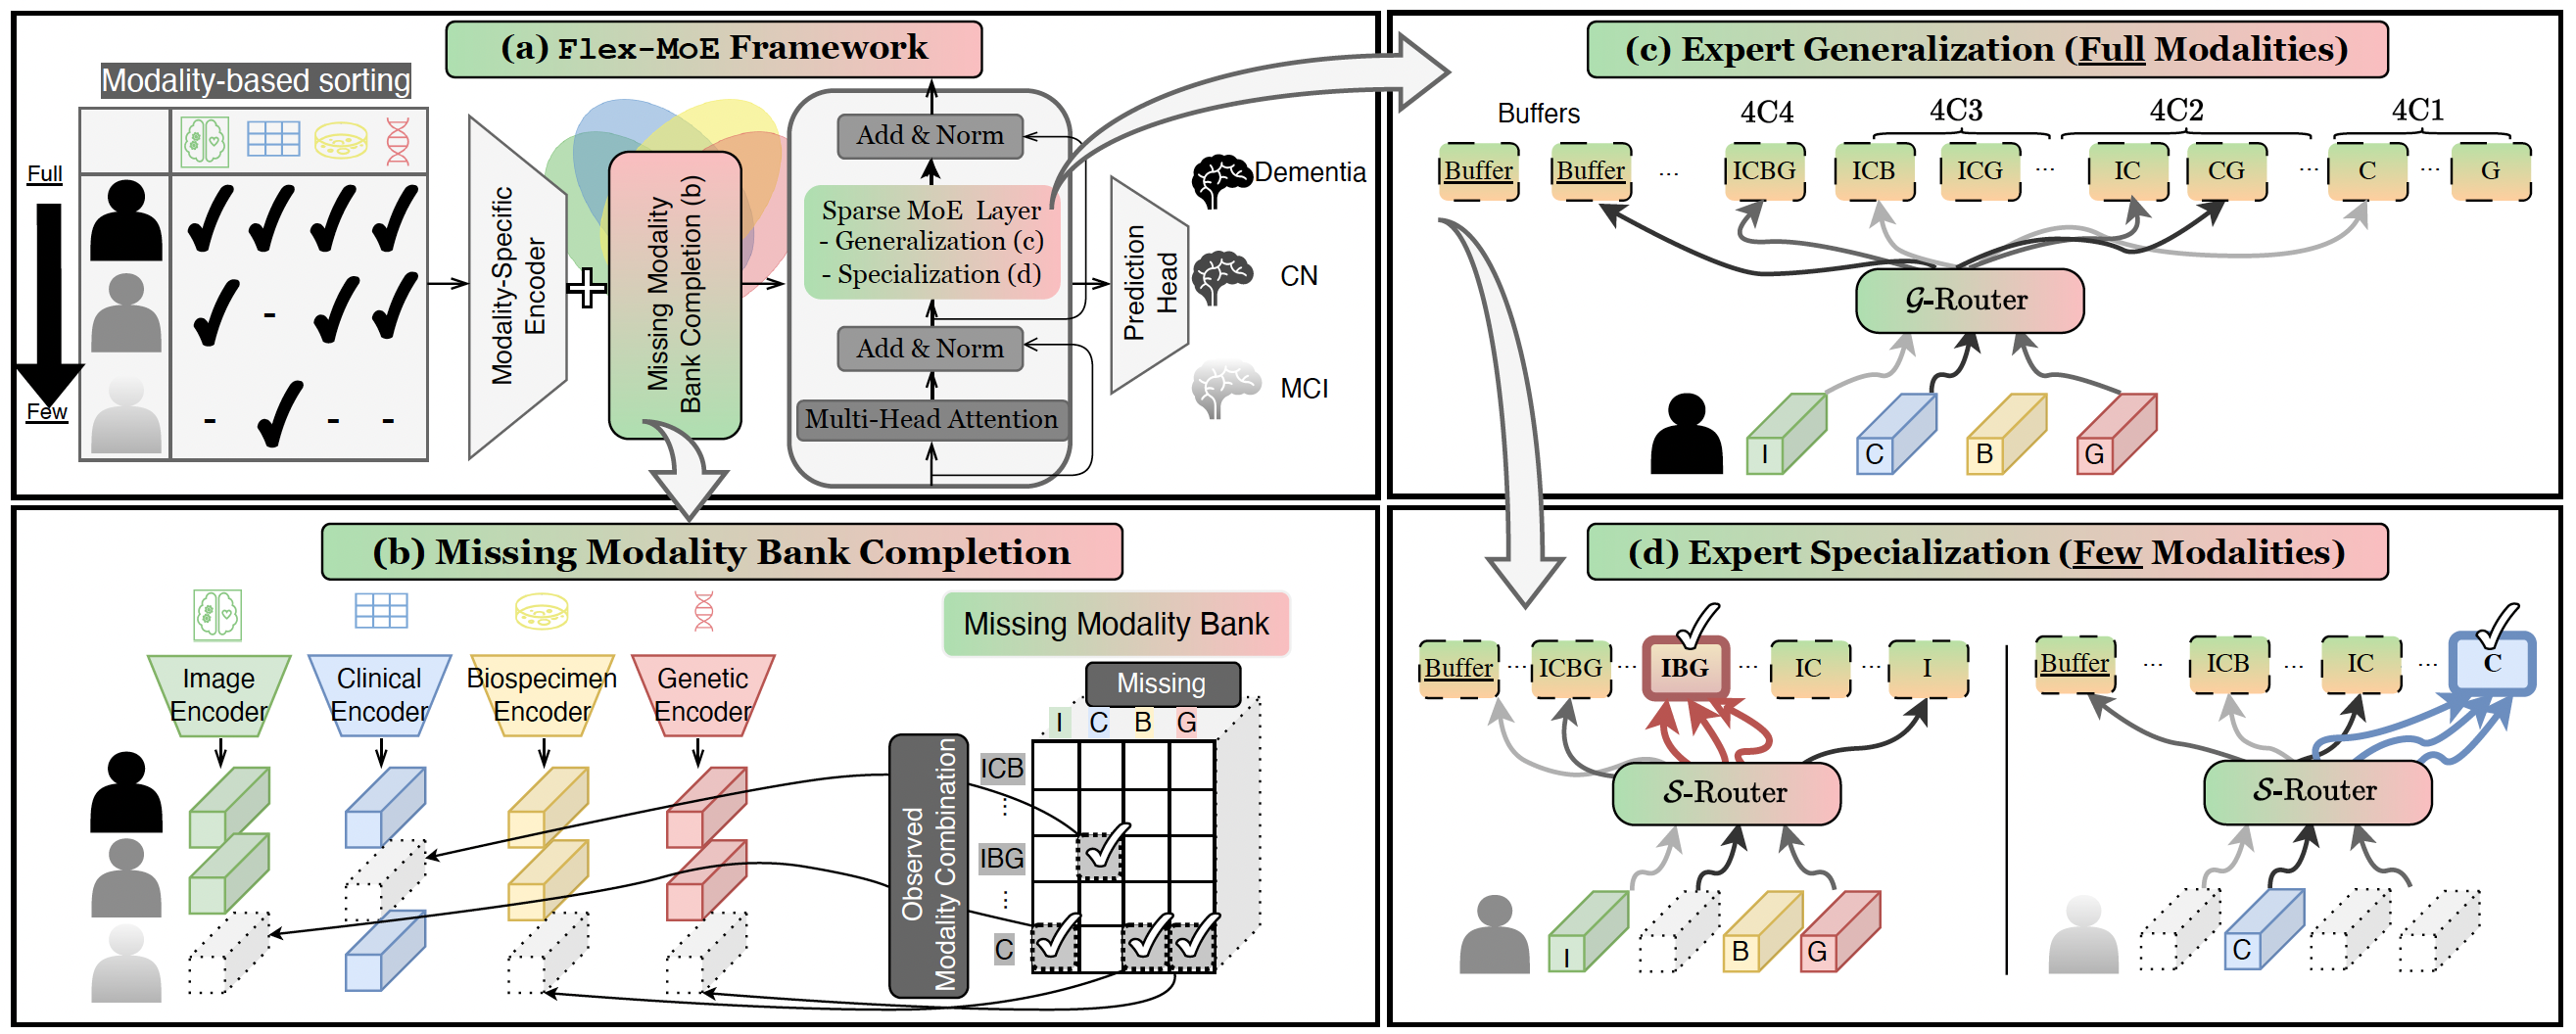 (a) Flex-MoE Framework
Modality-based sorting
Full
Few
-
- - -
Modality-Specific
Encoder
+
Missing Modality
Bank Completion (b)
Add & Norm
Sparse MoE Layer
- Generalization (c)
- Specialization (d)
Add & Norm
Multi-Head Attention
Prediction
Head
Dementia
CN
MCI
(b) Missing Modality Bank Completion
Image
Encoder
Clinical
Encoder
Biospecimen
Encoder
Genetic
Encoder
Missing Modality Bank
Missing
I C B G
Observed
Modality Combination
ICB
⋮
IBG
⋮
C
(c) Expert Generalization (Full Modalities)
Buffers 4C4 4C3 4C2 4C1
Buffer Buffer ... ICBG ICB ICG ... IC CG ... C ... G
𝒢-Router
I C B G
(d) Expert Specialization (Few Modalities)
Buffer ... ICBG ... IBG ... IC ... I
𝒮-Router
I B G
Buffer ... ICB ... IC ... C
𝒮-Router
C